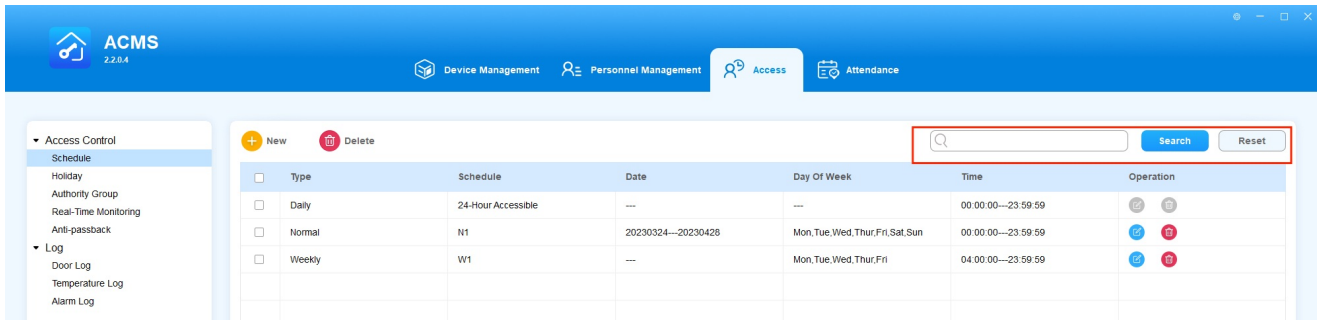 ACMS
2.2.0.4
Device Management Personnel Management Access Attendance
Access Control
Schedule
Holiday
Authority Group
Real-Time Monitoring
Anti-passback
Log
Door Log
Temperature Log
Alarm Log
New Delete Search Reset
Type Schedule Date Day Of Week Time Operation
Daily 24-Hour Accessible --- --- 00:00:00---23:59:59
Normal N1 20230324---20230428 Mon,Tue,Wed,Thur,Fri,Sat,Sun 00:00:00---23:59:59
Weekly W1 --- Mon,Tue,Wed,Thur,Fri 04:00:00---23:59:59